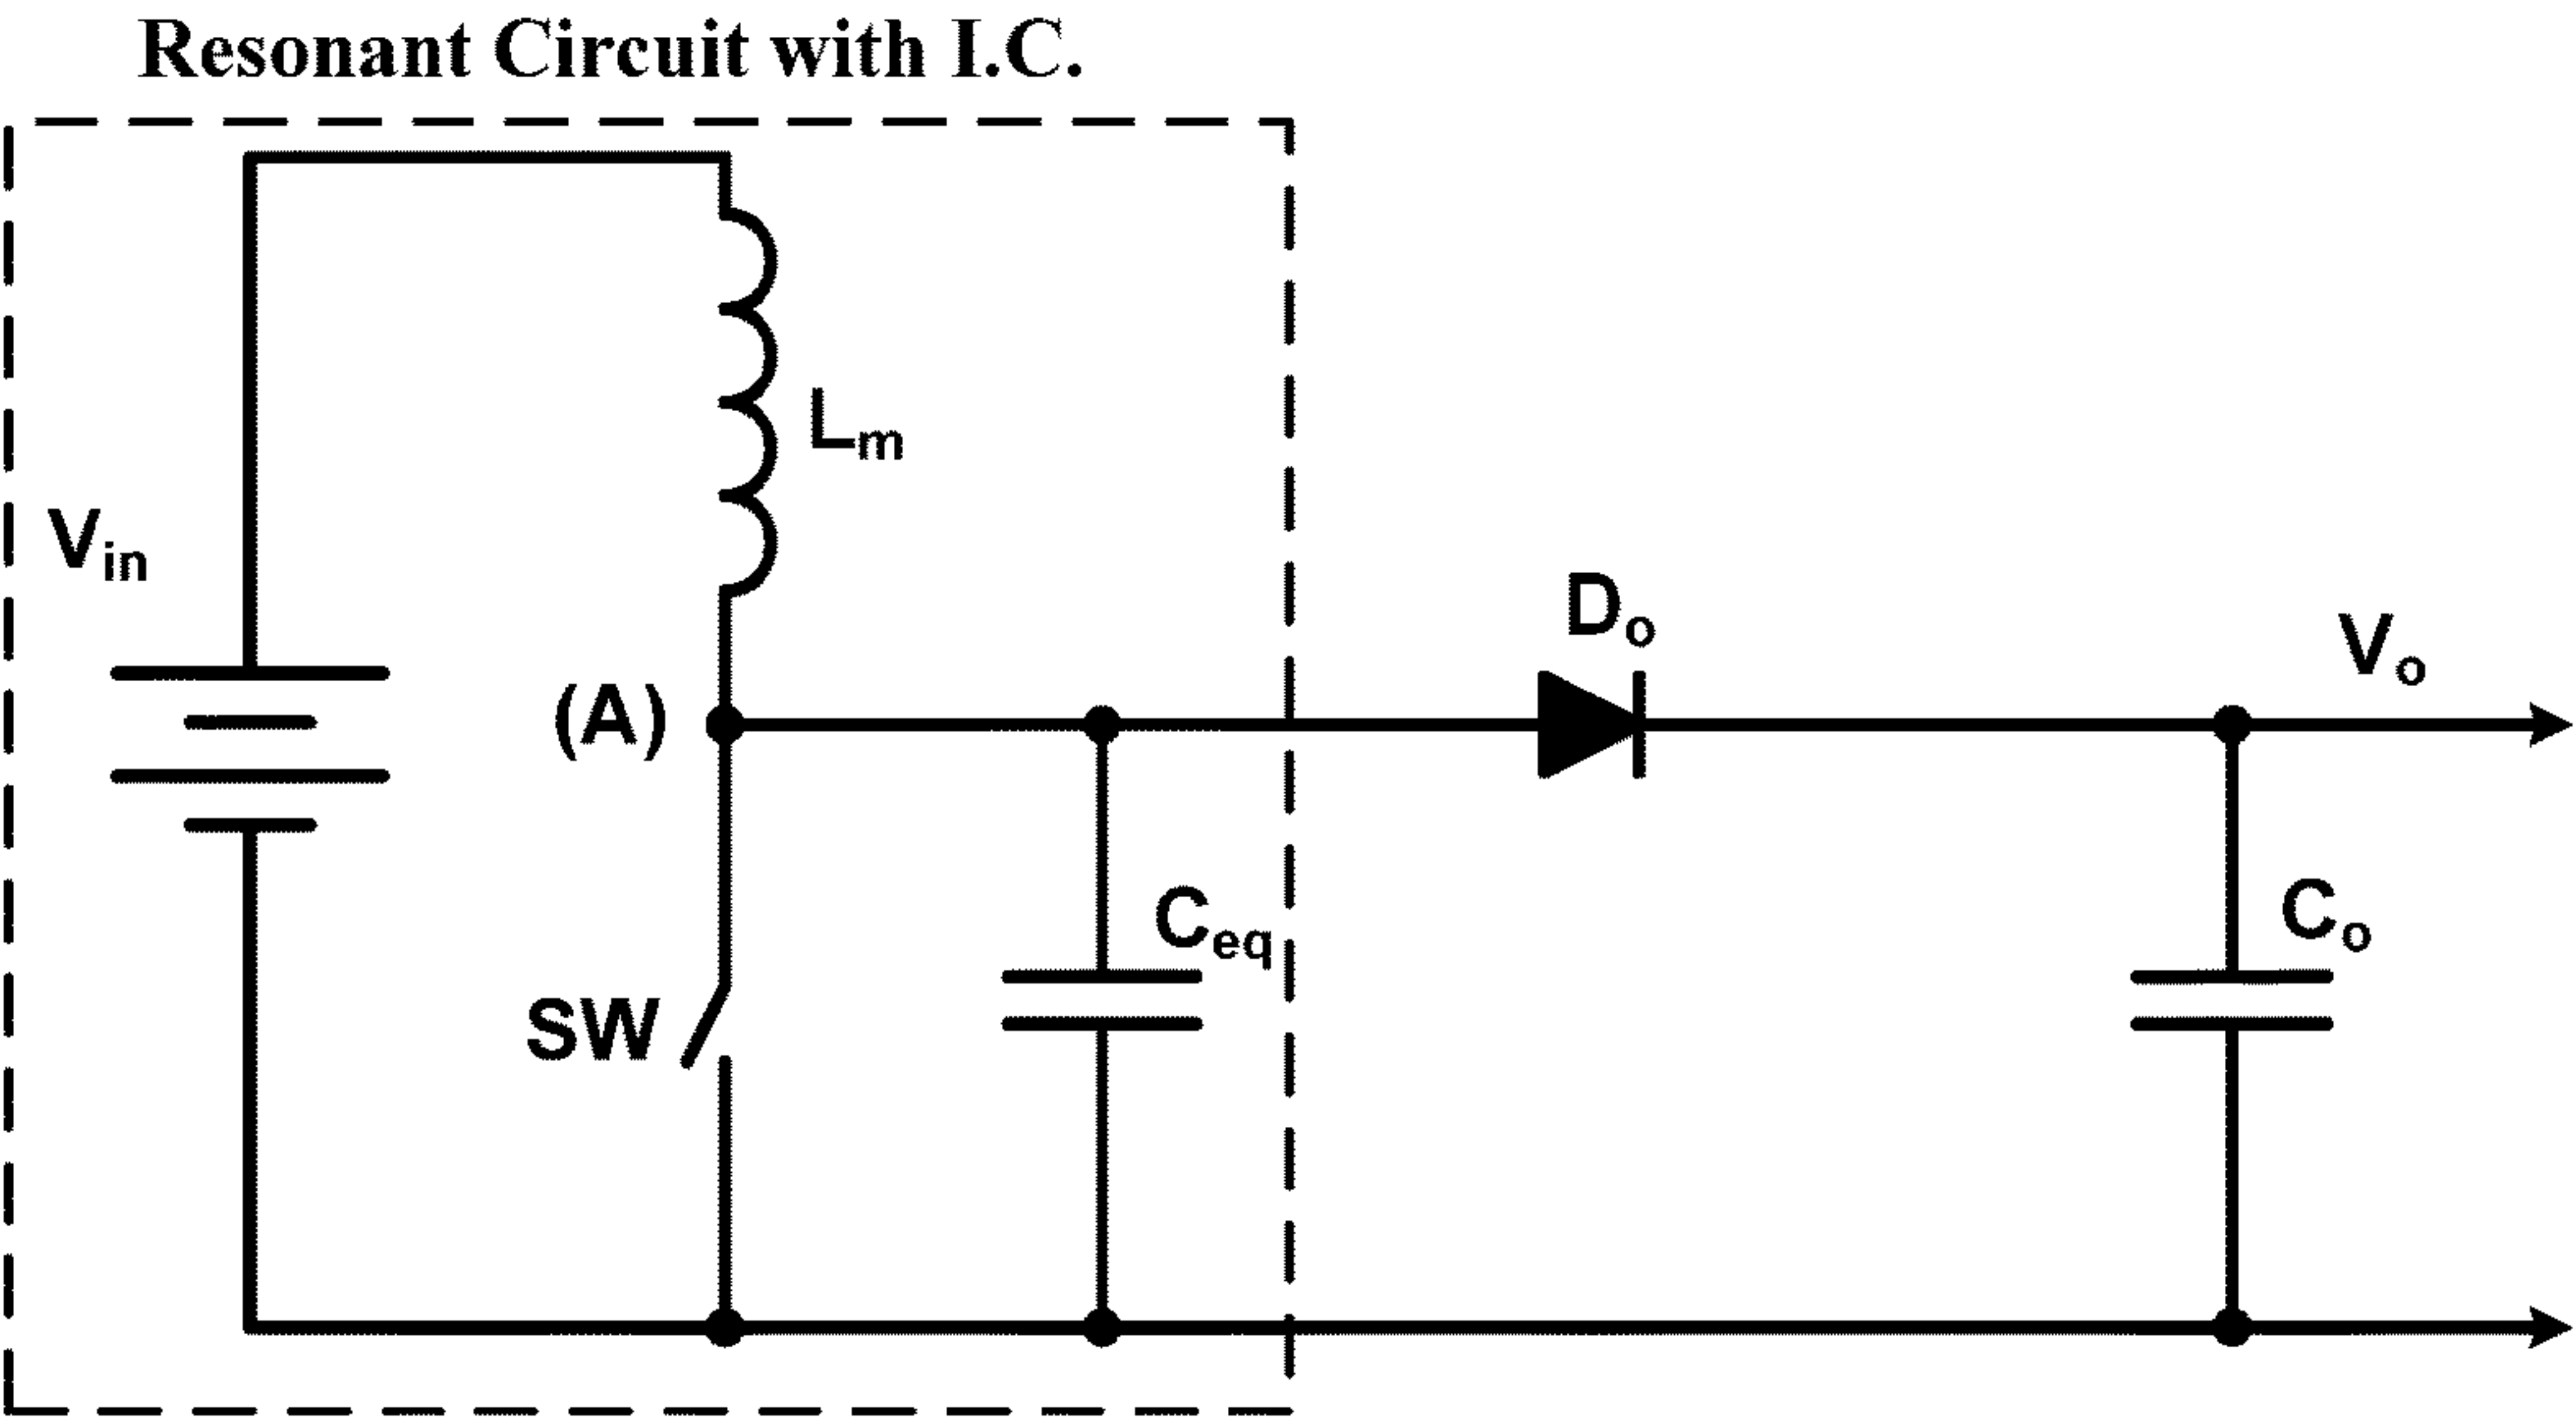 Resonant Circuit with I.C.
Lm
Vin
Do
Vo
(A)
Ceq
Co
SW